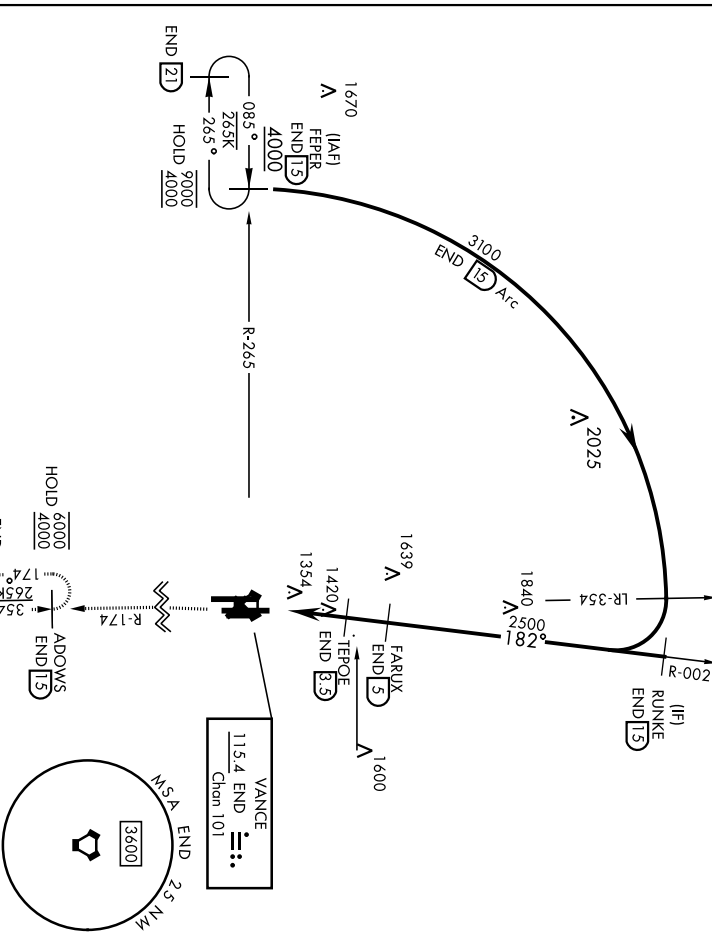 END 21
1670
085°
265K
265°
HOLD 9000
4000
(IAF)
FEPER
END 15
4000
3100
END 15 Arc
2025
R-265
HOLD 6000
4000
174°
265K
354°
R-174
ADOWS
END 15
1354
1420
1639
1840
LR-354
2500
182°
R-002
(IF)
RUNKE
END 15
FARUX
END 5
TEPOE
END 3.5
1600
VANCE
115.4 END
Chan 101
MSA END 25 NM
3600